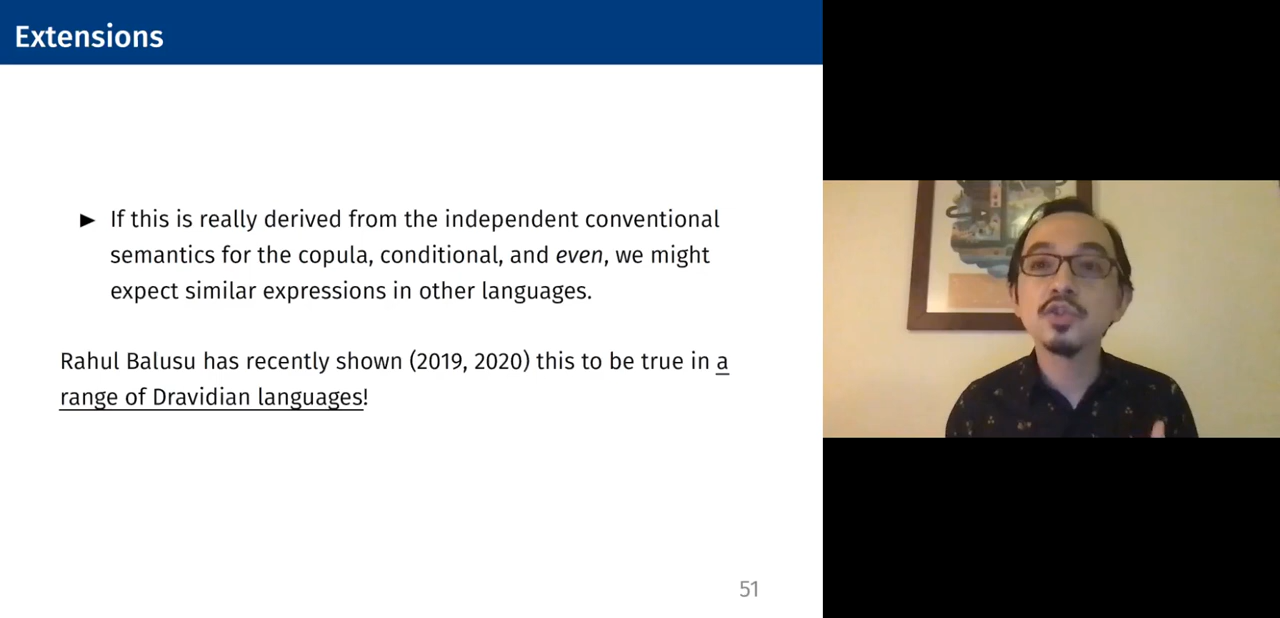 Extensions
► If this is really derived from the independent conventional
semantics for the copula, conditional, and even, we might
expect similar expressions in other languages.
Rahul Balusu has recently shown (2019, 2020) this to be true in a
range of Dravidian languages!
51